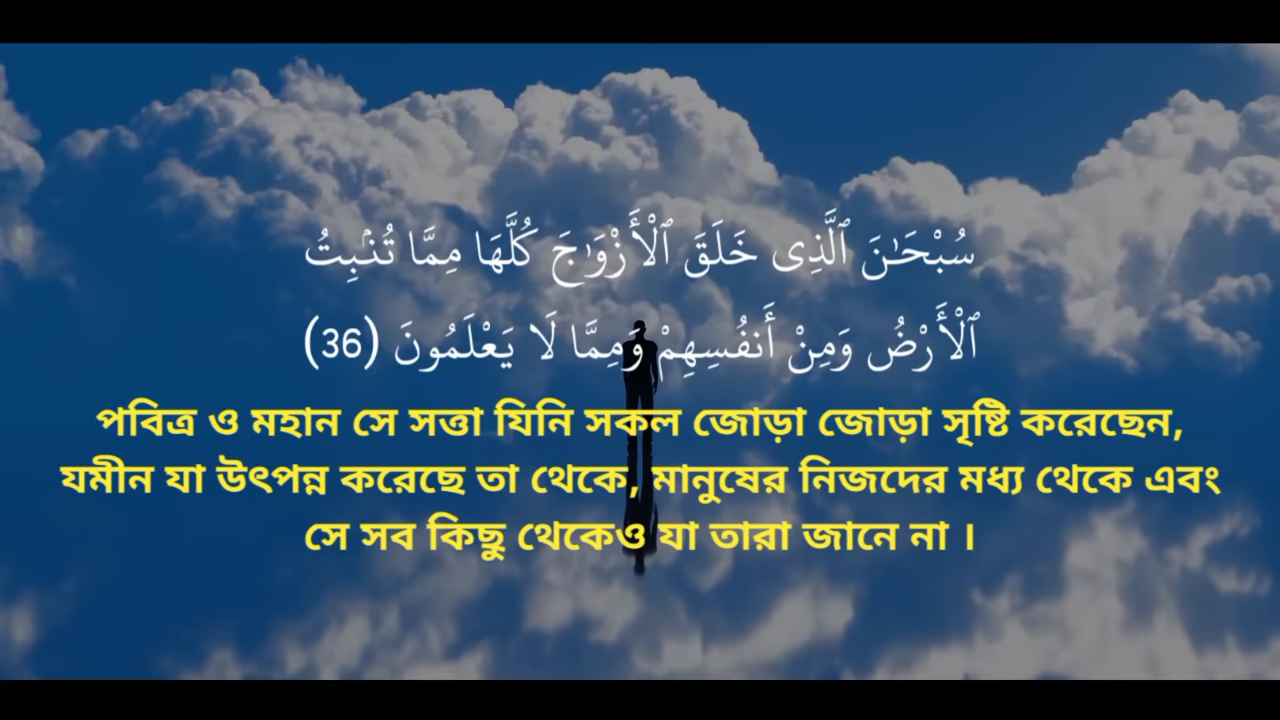 سُبْحَـٰنَ ٱلَّذِى خَلَقَ ٱلْأَزْوَٰجَ كُلَّهَا مِمَّا تُنۢبِتُ
ٱلْأَرْضُ وَمِنْ أَنفُسِهِمْ وَمِمَّا لَا يَعْلَمُونَ (36)
পবিত্র ও মহান সে সত্তা যিনি সকল জোড়া জোড়া সৃষ্টি করেছেন,
যমীন যা উৎপন্ন করেছে তা থেকে, মানুষের নিজদের মধ্য থেকে এবং
সে সব কিছু থেকেও যা তারা জানে না ।